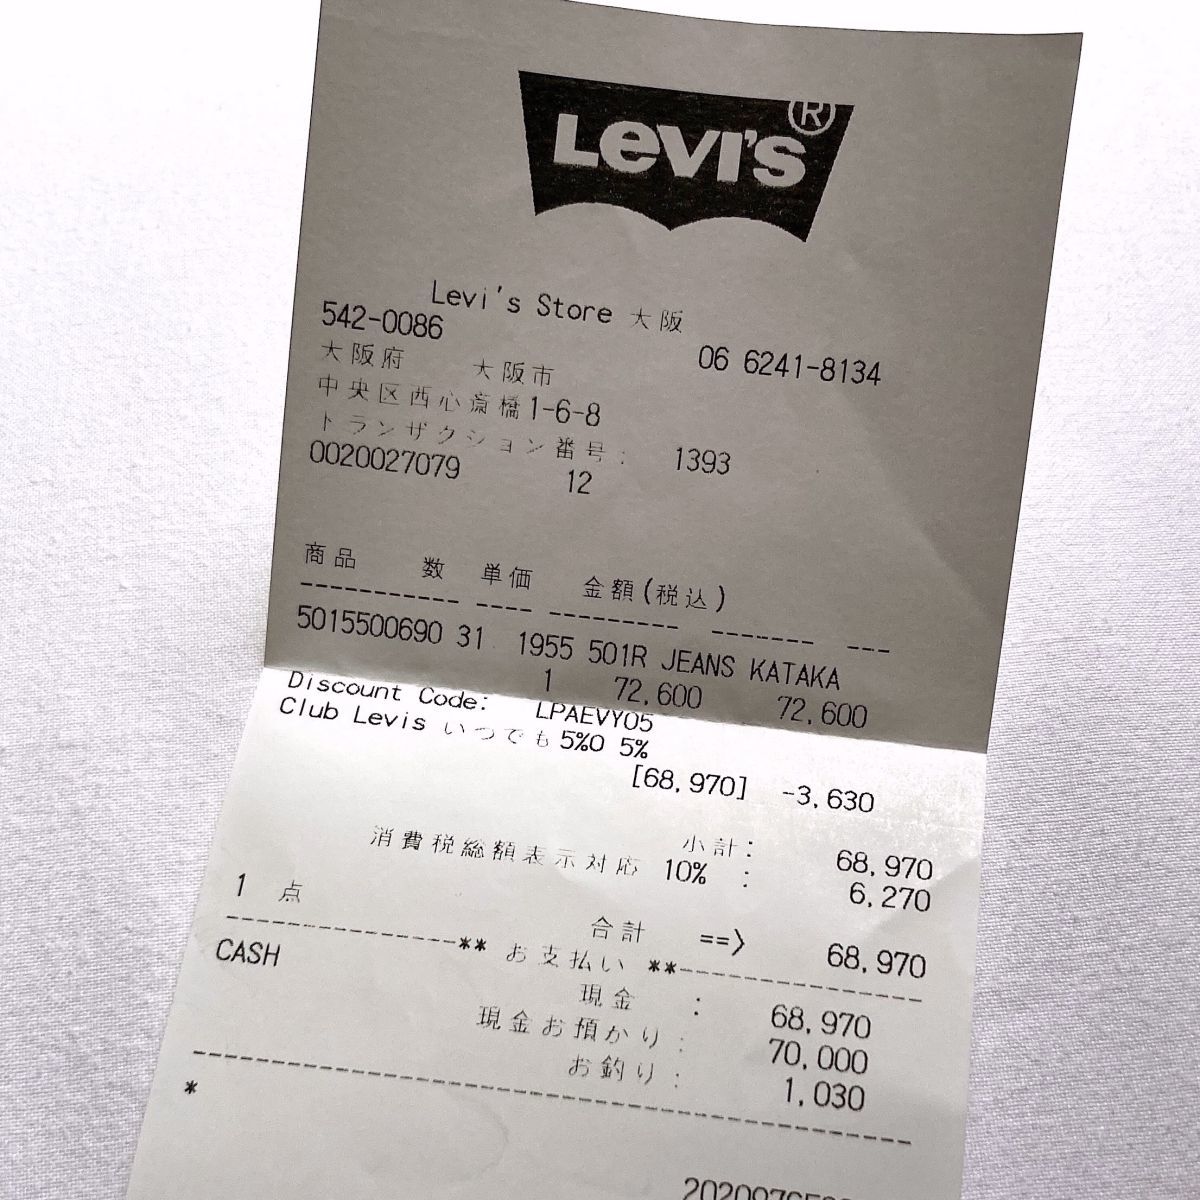 LEVI'S®
Levi's Store 大阪
542-0086 06 6241-8134
大阪府 大阪市
中央区西心斎橋1-6-8
トランザクション番号: 1393
0020027079 12
商品 数 単価 金額(税込)
----------- ---- --------- ------- ---
5015500690 31 1955 501R JEANS KATAKA
1 72,600 72,600
Discount Code: LPAEVY05
Club Levis いつでも5%O 5%
[68,970] -3,630
小計: 68,970
消費税総額表示対応 10% : 6,270
1 点
合計 ==> 68,970
---------------** お支払い **---------------
CASH
現金 : 68,970
現金お預かり: 70,000
お釣り: 1,030
--------------------------------------------
*